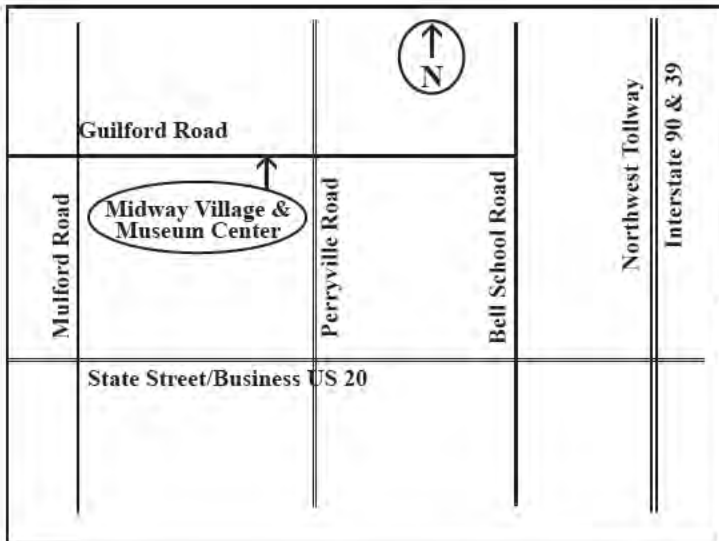 N
Guilford Road
Midway Village &
Museum Center
Mulford Road
Perryville Road
Bell School Road
Northwest Tollway
Interstate 90 & 39
State Street/Business US 20